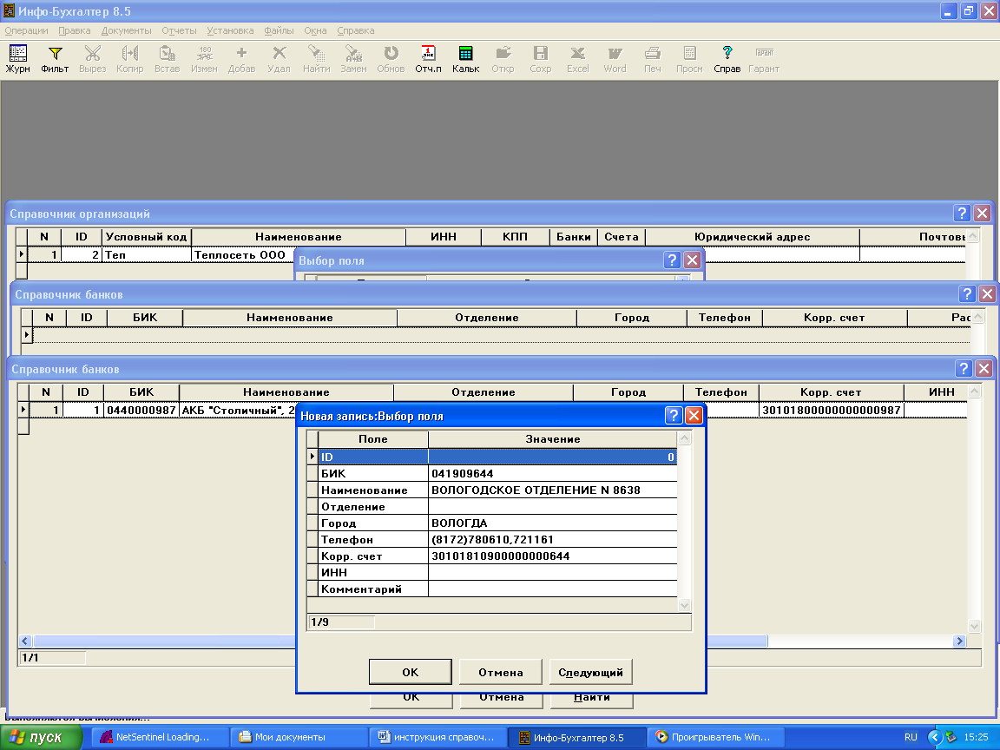 Инфо-Бухгалтер 8.5
Операции Правка Документы Отчеты Установка Файлы Окна Справка
Журн Фильт Вырез Копир Встав Измен Добав Удал Найти Замен Обнов Отч.п Кальк Откр Сохр Excel Word Печ Просм Справ Гарант
Справочник организаций
N ID Условный код Наименование ИНН КПП Банки Счета Юридический адрес
1 2 Теп Теплосеть ООО
Выбор поля
Справочник банков
N ID БИК Наименование Отделение Город Телефон Корр. счет
Справочник банков
N ID БИК Наименование Отделение Город Телефон Корр. счет ИНН
1 1 0440000987 АКБ "Столичный", 2 30101800000000000987
Новая запись:Выбор поля
Поле Значение
ID 0
БИК 041909644
Наименование ВОЛОГОДСКОЕ ОТДЕЛЕНИЕ N 8638
Отделение
Город ВОЛОГДА
Телефон (8172)780610,721161
Корр. счет 30101810900000000644
ИНН
Комментарий
1/9
1/1
OK Отмена Следующий
OK Отмена Найти
пуск NetSentinel Loading... Мои документы инструкция справоч... Инфо-Бухгалтер 8.5 Проигрыватель Win... RU 15:25